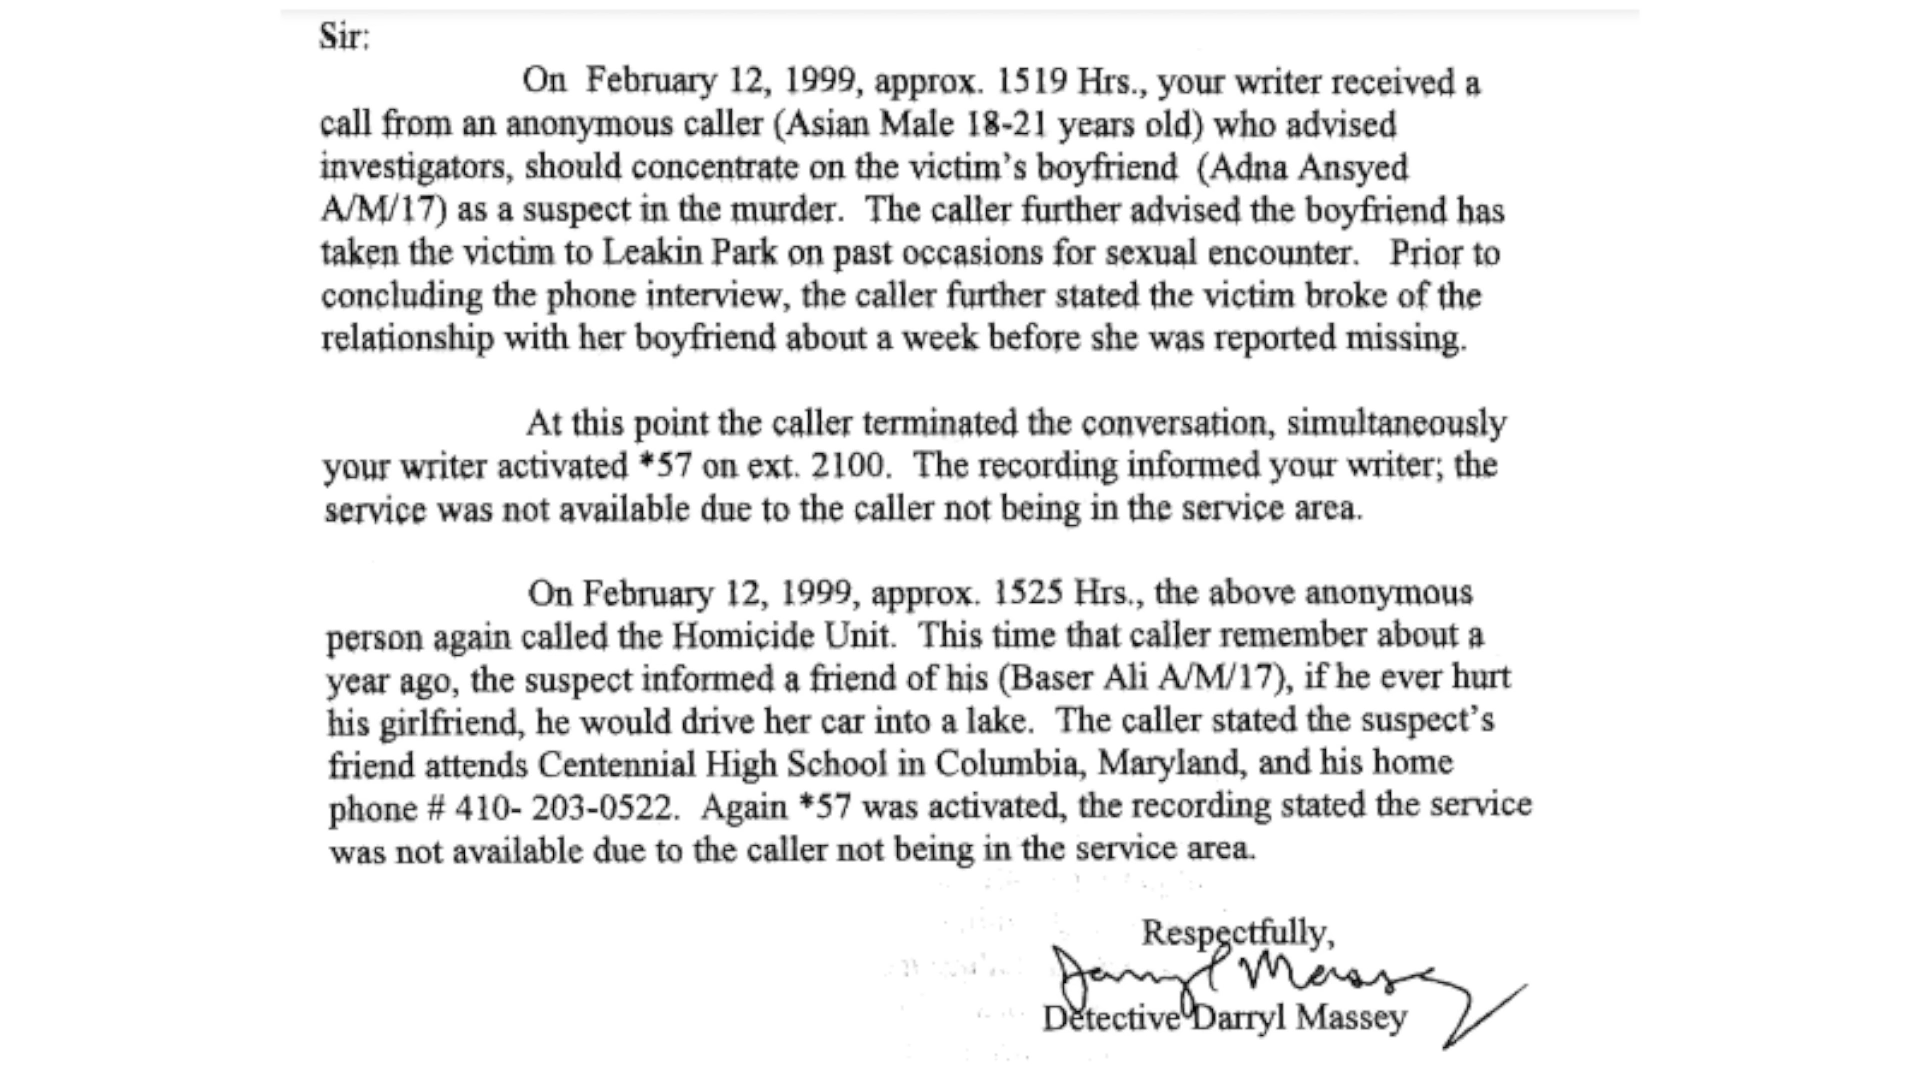 Sir:
On February 12, 1999, approx. 1519 Hrs., your writer received a
call from an anonymous caller (Asian Male 18-21 years old) who advised
investigators, should concentrate on the victim's boyfriend (Adna Ansyed
A/M/17) as a suspect in the murder. The caller further advised the boyfriend has
taken the victim to Leakin Park on past occasions for sexual encounter. Prior to
concluding the phone interview, the caller further stated the victim broke of the
relationship with her boyfriend about a week before she was reported missing.
At this point the caller terminated the conversation, simultaneously
your writer activated *57 on ext. 2100. The recording informed your writer; the
service was not available due to the caller not being in the service area.
On February 12, 1999, approx. 1525 Hrs., the above anonymous
person again called the Homicide Unit. This time that caller remember about a
year ago, the suspect informed a friend of his (Baser Ali A/M/17), if he ever hurt
his girlfriend, he would drive her car into a lake. The caller stated the suspect's
friend attends Centennial High School in Columbia, Maryland, and his home
phone # 410- 203-0522. Again *57 was activated, the recording stated the service
was not available due to the caller not being in the service area.
Respectfully,
Darryl Massey
Detective Darryl Massey